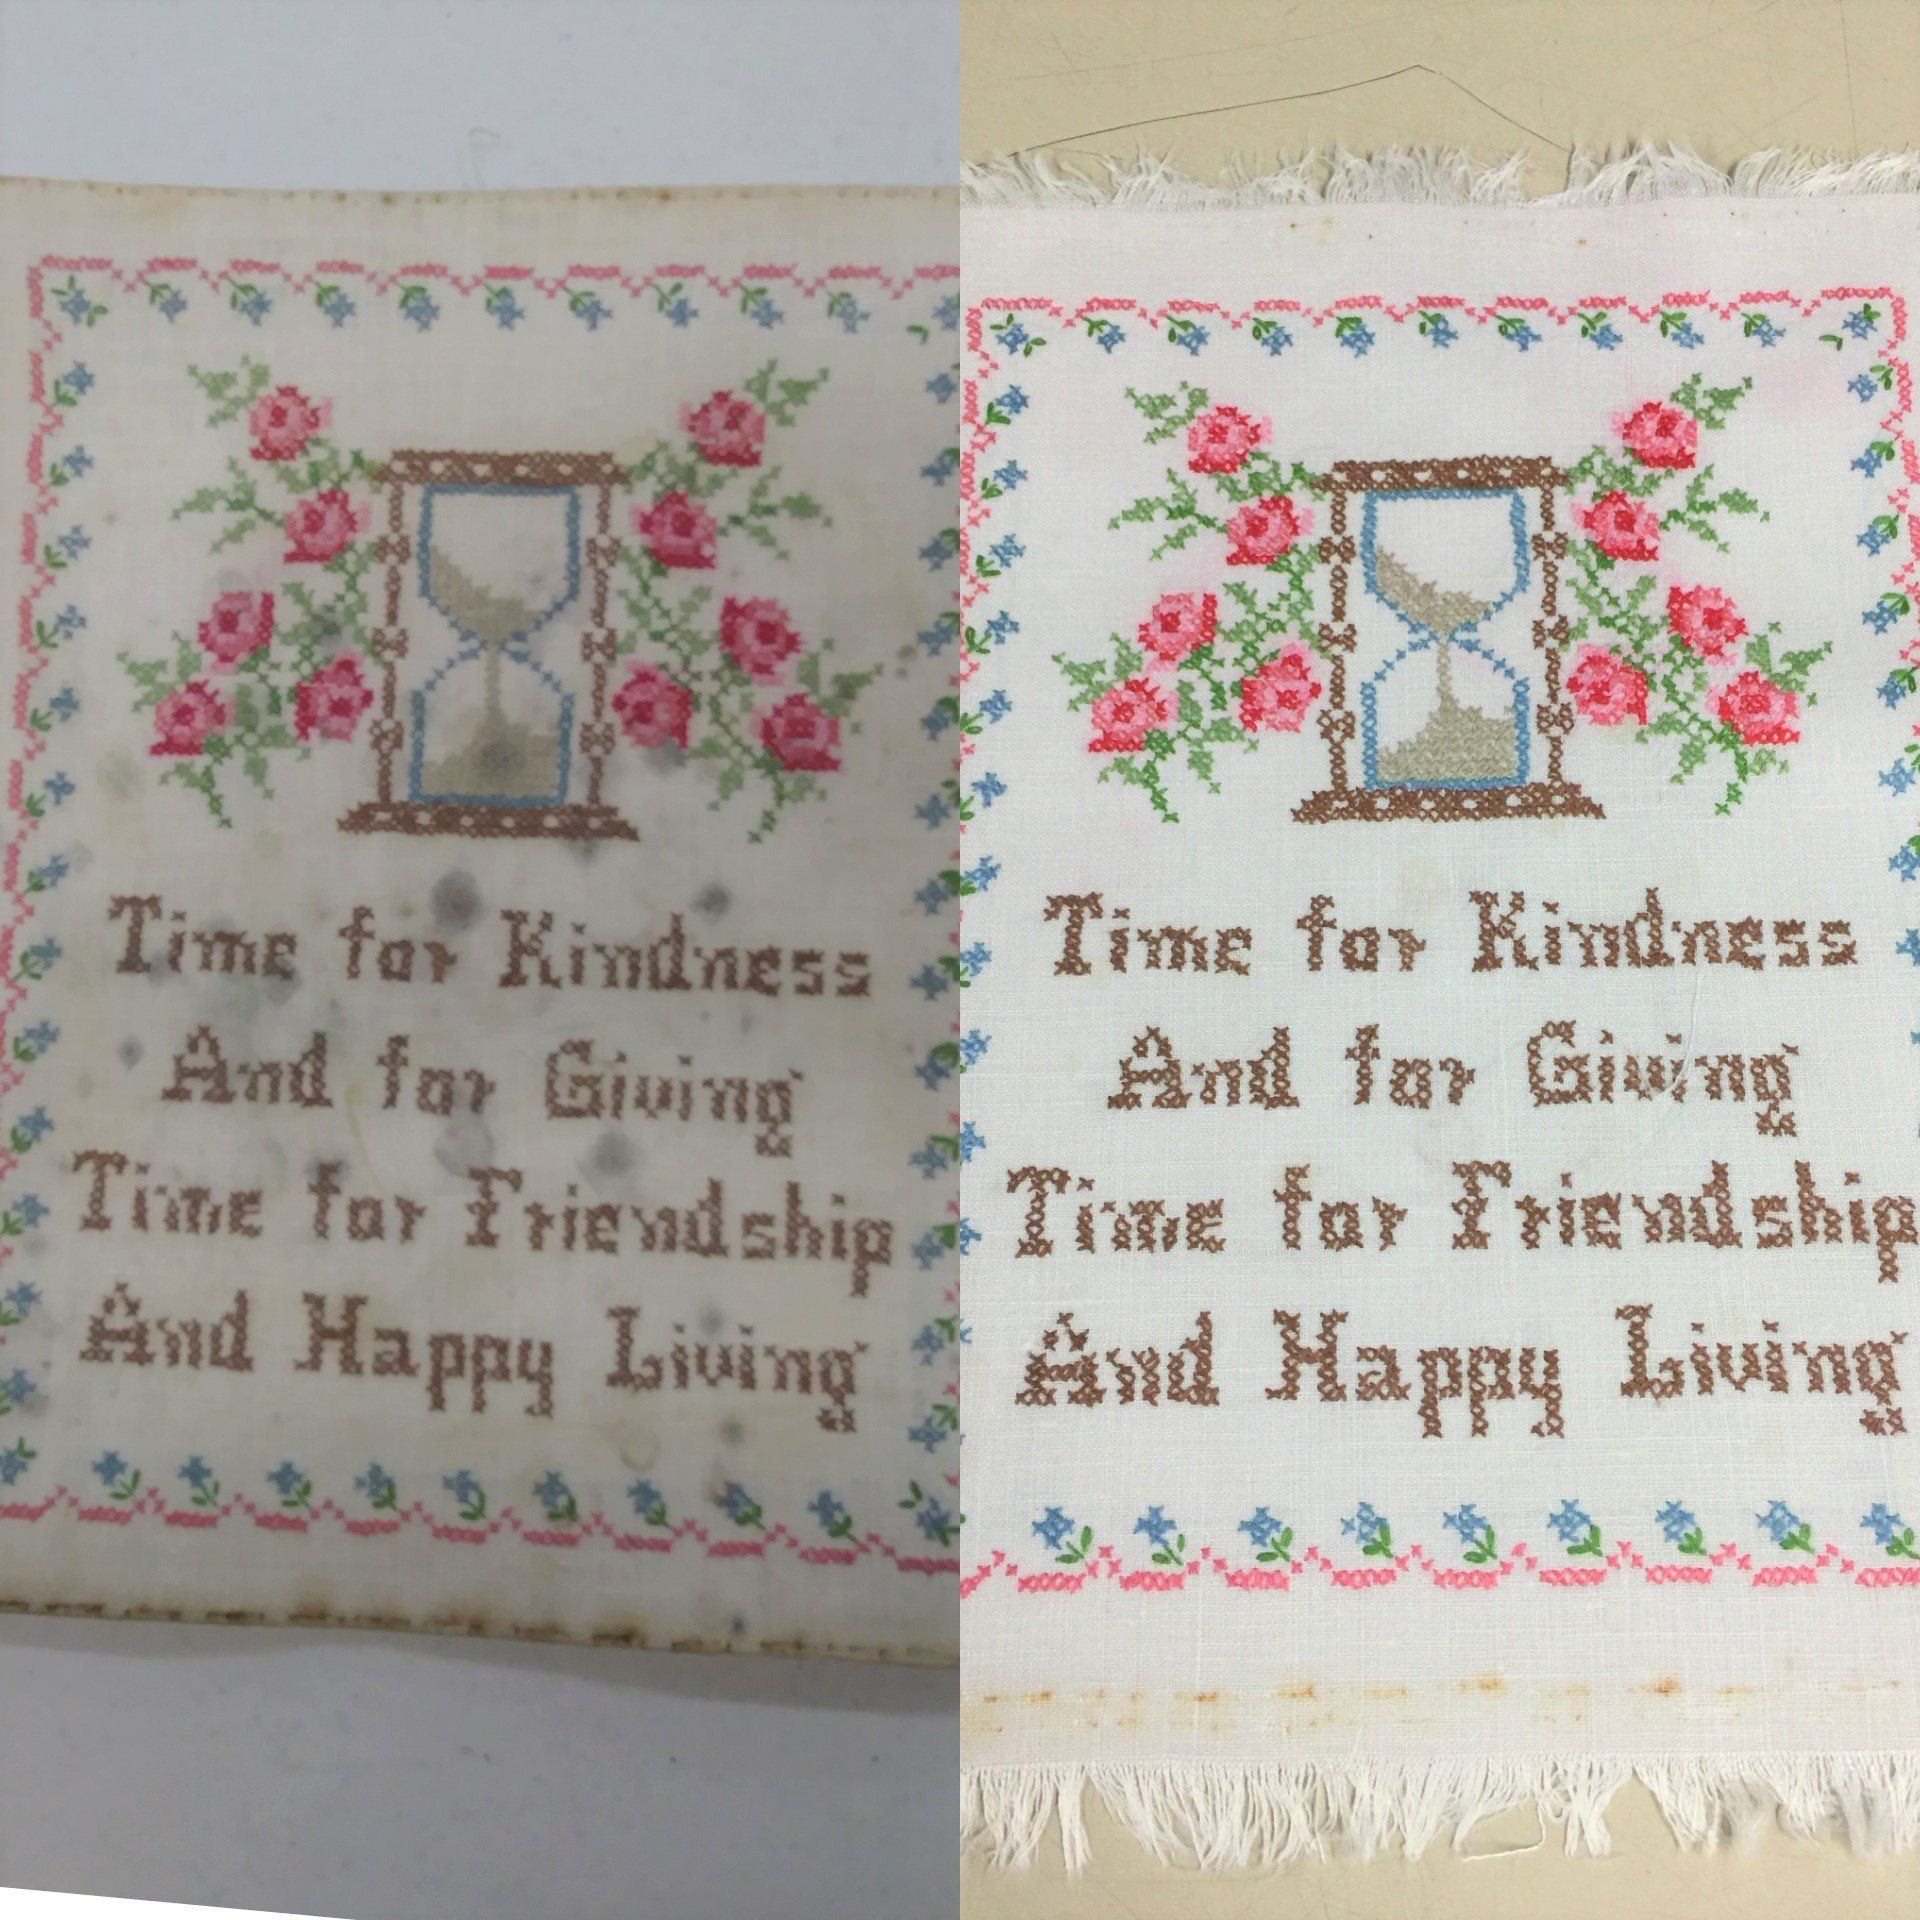 Time for Kindness
And for Giving
Time for Friendship
And Happy Living
Time for Kindness
And for Giving
Time for Friendship
And Happy Living